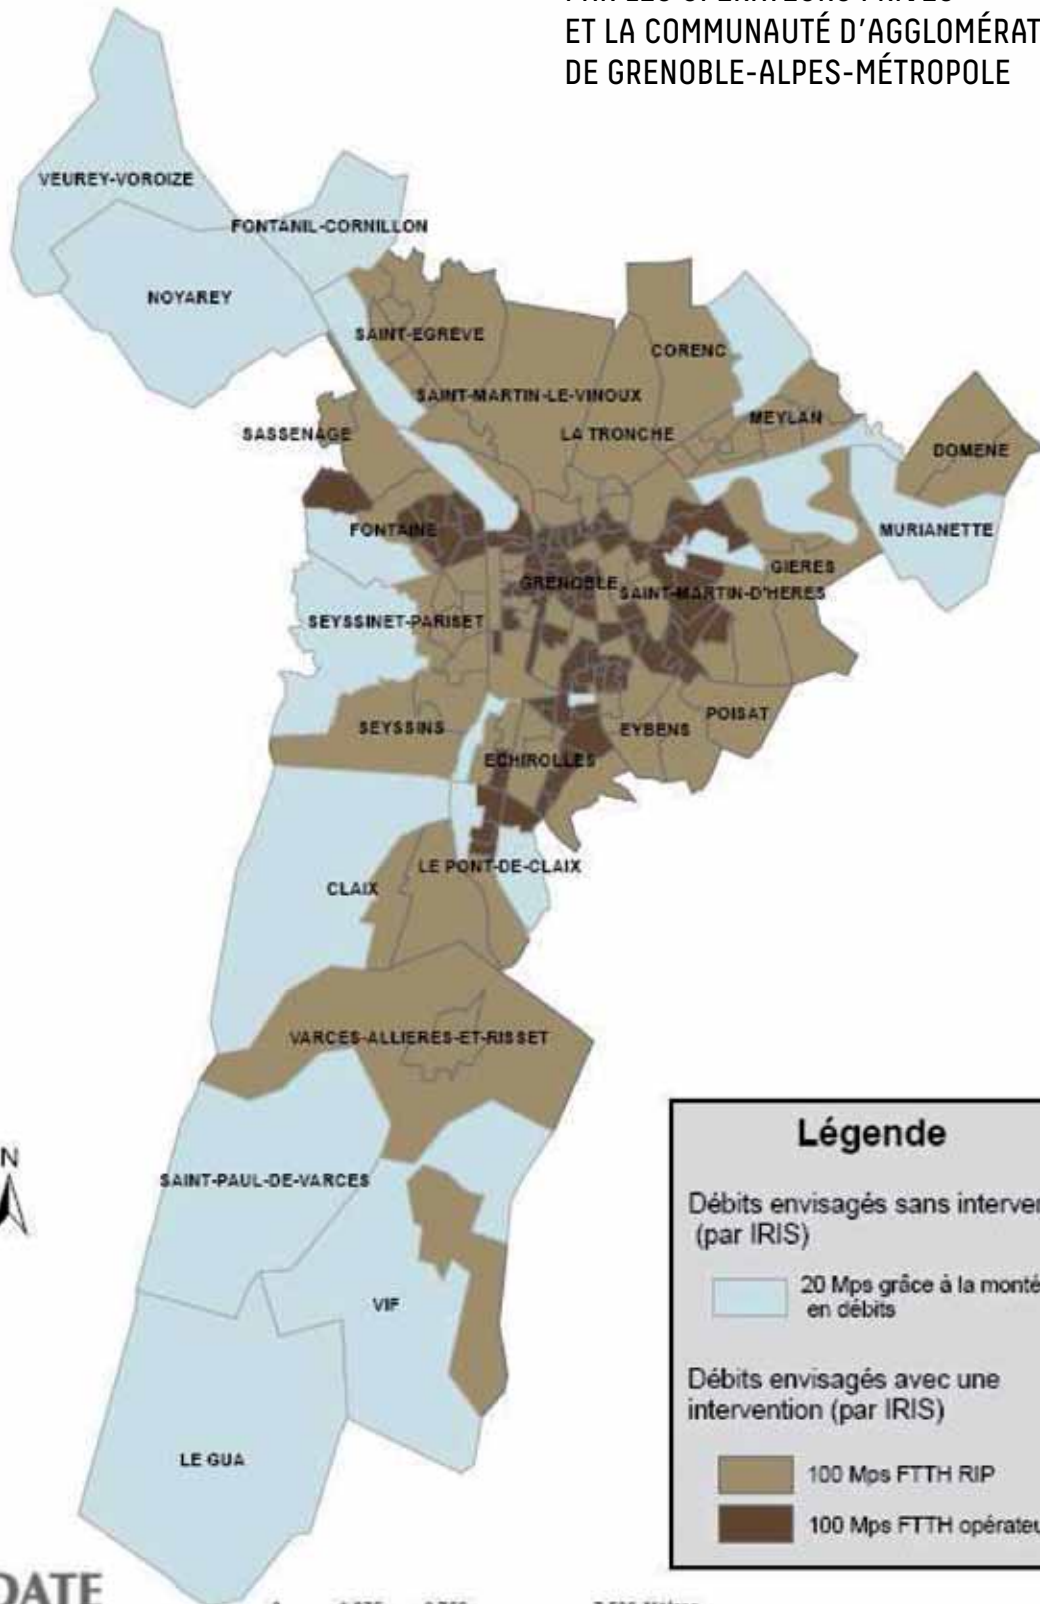 ET LA COMMUNAUTÉ D'AGGLOMÉRAT
DE GRENOBLE-ALPES-MÉTROPOLE
VEUREY-VOROIZE
FONTANIL-CORNILLON
NOYAREY
SAINT-EGREVE
CORENC
SAINT-MARTIN-LE-VINOUX
MEYLAN
SASSENAGE
LA TRONCHE
DOMENE
FONTAINE
MURIANETTE
GIERES
GRENOBLE
SAINT-MARTIN-D'HERES
SEYSSINET-PARISET
POISAT
SEYSSINS
EYBENS
ECHIROLLES
LE PONT-DE-CLAIX
CLAIX
VARCES-ALLIERES-ET-RISSET
N
SAINT-PAUL-DE-VARCES
VIF
LE GUA
Légende
Débits envisagés sans interven
(par IRIS)
20 Mps grâce à la monté
en débits
Débits envisagés avec une
intervention (par IRIS)
100 Mps FTTH RIP
100 Mps FTTH opérateu
DATE